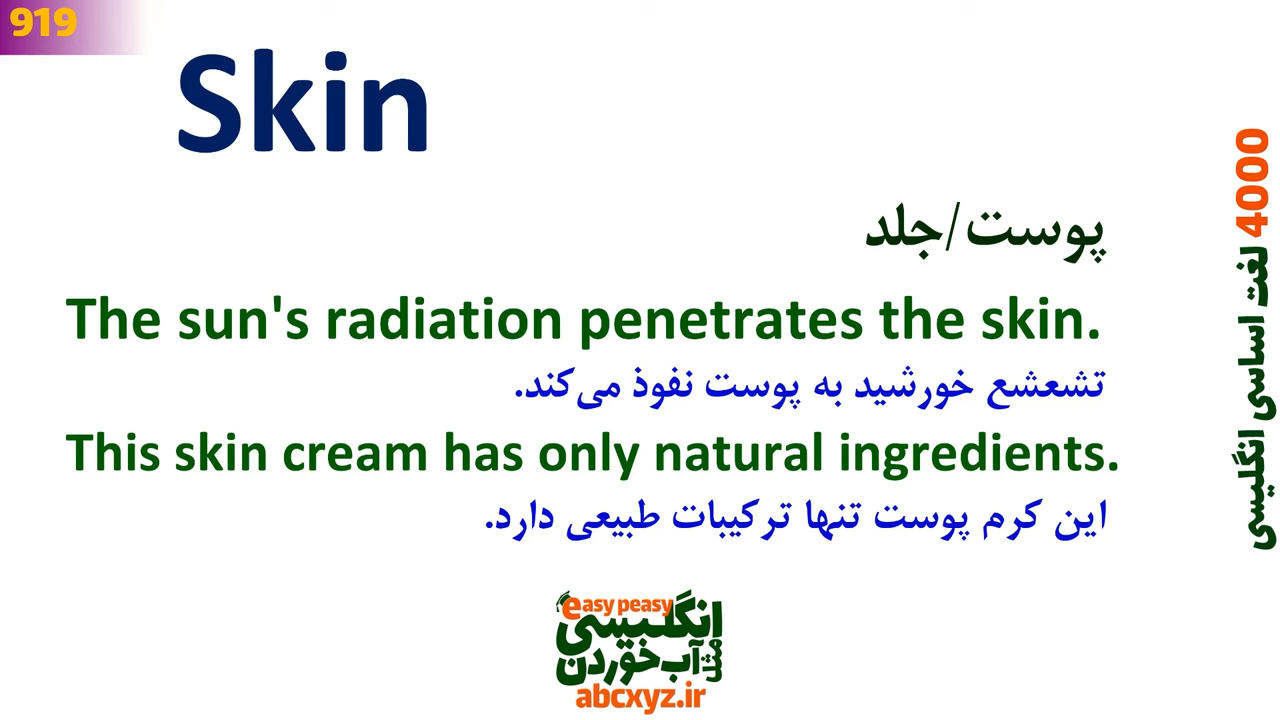 919
Skin
پوست/جلد
The sun's radiation penetrates the skin.
تشعشع خورشید به پوست نفوذ می‌کند.
This skin cream has only natural ingredients.
این کرم پوست تنها ترکیبات طبیعی دارد.
4000 لغت اساسی انگلیسی
easy peasy
انگلیسی
مثل آب خوردن
abcxyz.ir